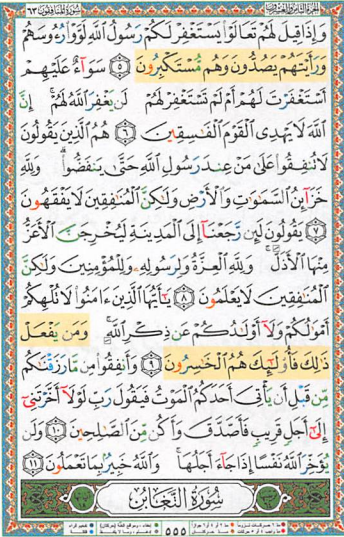 سورة المنافقون ٦٣
وَإِذَا قِيلَ لَهُمْ تَعَالَوْا يَسْتَغْفِرْ لَكُمْ رَسُولُ اللَّهِ لَوَّوْا رُءُوسَهُمْ
وَرَأَيْتَهُمْ يَصُدُّونَ وَهُم مُّسْتَكْبِرُونَ ٥ سَوَاءٌ عَلَيْهِمْ
أَسْتَغْفَرْتَ لَهُمْ أَمْ لَمْ تَسْتَغْفِرْ لَهُمْ لَن يَغْفِرَ اللَّهُ لَهُمْ ۚ إِنَّ
اللَّهَ لَا يَهْدِي الْقَوْمَ الْفَاسِقِينَ ٦ هُمُ الَّذِينَ يَقُولُونَ
لَا تُنفِقُوا عَلَىٰ مَنْ عِندَ رَسُولِ اللَّهِ حَتَّىٰ يَنفَضُّوا ۗ وَلِلَّهِ
خَزَائِنُ السَّمَاوَاتِ وَالْأَرْضِ وَلَٰكِنَّ الْمُنَافِقِينَ لَا يَفْقَهُونَ
٧ يَقُولُونَ لَئِن رَّجَعْنَا إِلَى الْمَدِينَةِ لَيُخْرِجَنَّ الْأَعَزُّ
مِنْهَا الْأَذَلَّ ۚ وَلِلَّهِ الْعِزَّةُ وَلِرَسُولِهِ وَلِلْمُؤْمِنِينَ وَلَٰكِنَّ
الْمُنَافِقِينَ لَا يَعْلَمُونَ ٨ يَا أَيُّهَا الَّذِينَ ءَامَنُوا لَا تُلْهِكُمْ
أَمْوَالُكُمْ وَلَا أَوْلَادُكُمْ عَن ذِكْرِ اللَّهِ ۚ وَمَن يَفْعَلْ
ذَٰلِكَ فَأُولَٰئِكَ هُمُ الْخَاسِرُونَ ٩ وَأَنفِقُوا مِن مَّا رَزَقْنَاكُم
مِّن قَبْلِ أَن يَأْتِيَ أَحَدَكُمُ الْمَوْتُ فَيَقُولَ رَبِّ لَوْلَا أَخَّرْتَنِي
إِلَىٰ أَجَلٍ قَرِيبٍ فَأَصَّدَّقَ وَأَكُن مِّنَ الصَّالِحِينَ ١٠ وَلَن
يُؤَخِّرَ اللَّهُ نَفْسًا إِذَا جَاءَ أَجَلُهَا ۚ وَاللَّهُ خَبِيرٌ بِمَا تَعْمَلُونَ ١١
سُورَةُ التَّغَابُنِ
٥٥٥